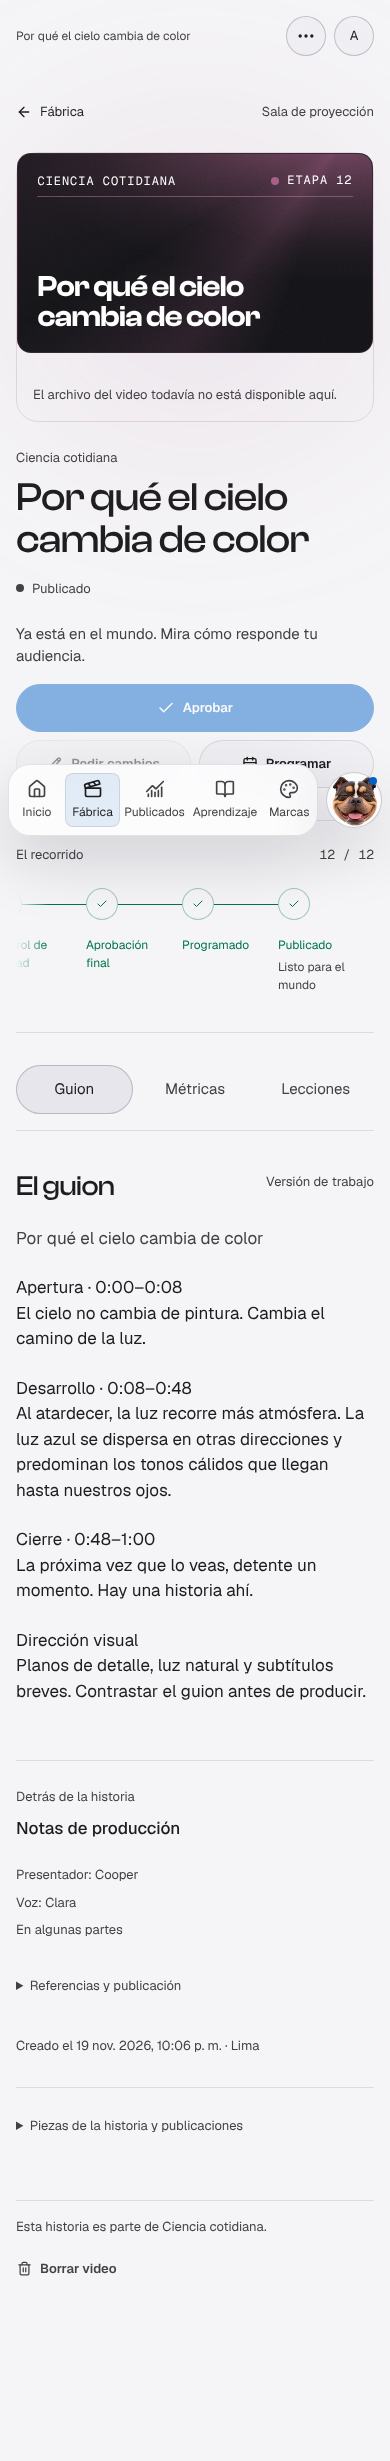 Por qué el cielo cambia de color
A
Fábrica
Sala de proyección
CIENCIA COTIDIANA
ETAPA 12
Por qué el cielo
cambia de color
El archivo del video todavía no está disponible aquí.
Ciencia cotidiana
Por qué el cielo
cambia de color
Publicado
Ya está en el mundo. Mira cómo responde tu
audiencia.
Aprobar
Pedir cambios
Programar
Inicio
Fábrica
Publicados
Aprendizaje
Marcas
El recorrido
12 / 12
Aprobación
final
Programado
Publicado
Listo para el
mundo
Guion
Métricas
Lecciones
El guion
Versión de trabajo
Por qué el cielo cambia de color
Apertura · 0:00–0:08
El cielo no cambia de pintura. Cambia el
camino de la luz.
Desarrollo · 0:08–0:48
Al atardecer, la luz recorre más atmósfera. La
luz azul se dispersa en otras direcciones y
predominan los tonos cálidos que llegan
hasta nuestros ojos.
Cierre · 0:48–1:00
La próxima vez que lo veas, detente un
momento. Hay una historia ahí.
Dirección visual
Planos de detalle, luz natural y subtítulos
breves. Contrastar el guion antes de producir.
Detrás de la historia
Notas de producción
Presentador: Cooper
Voz: Clara
En algunas partes
Referencias y publicación
Creado el 19 nov. 2026, 10:06 p. m. · Lima
Piezas de la historia y publicaciones
Esta historia es parte de Ciencia cotidiana.
Borrar video